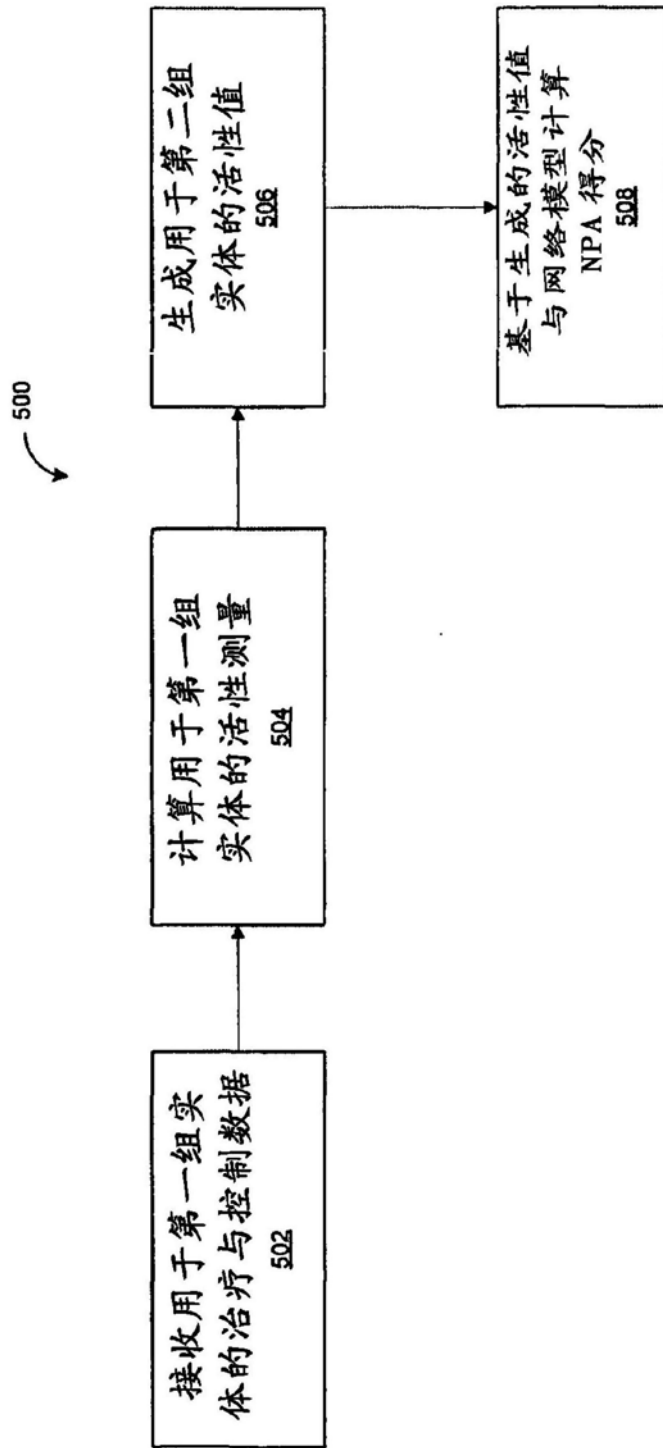 500
接收用于第一组实
体的治疗与控制数据
502
计算用于第一组
实体的活性测量
504
生成用于第二组
实体的活性值
506
基于生成的活性值
与网络模型计算
NPA 得分
508